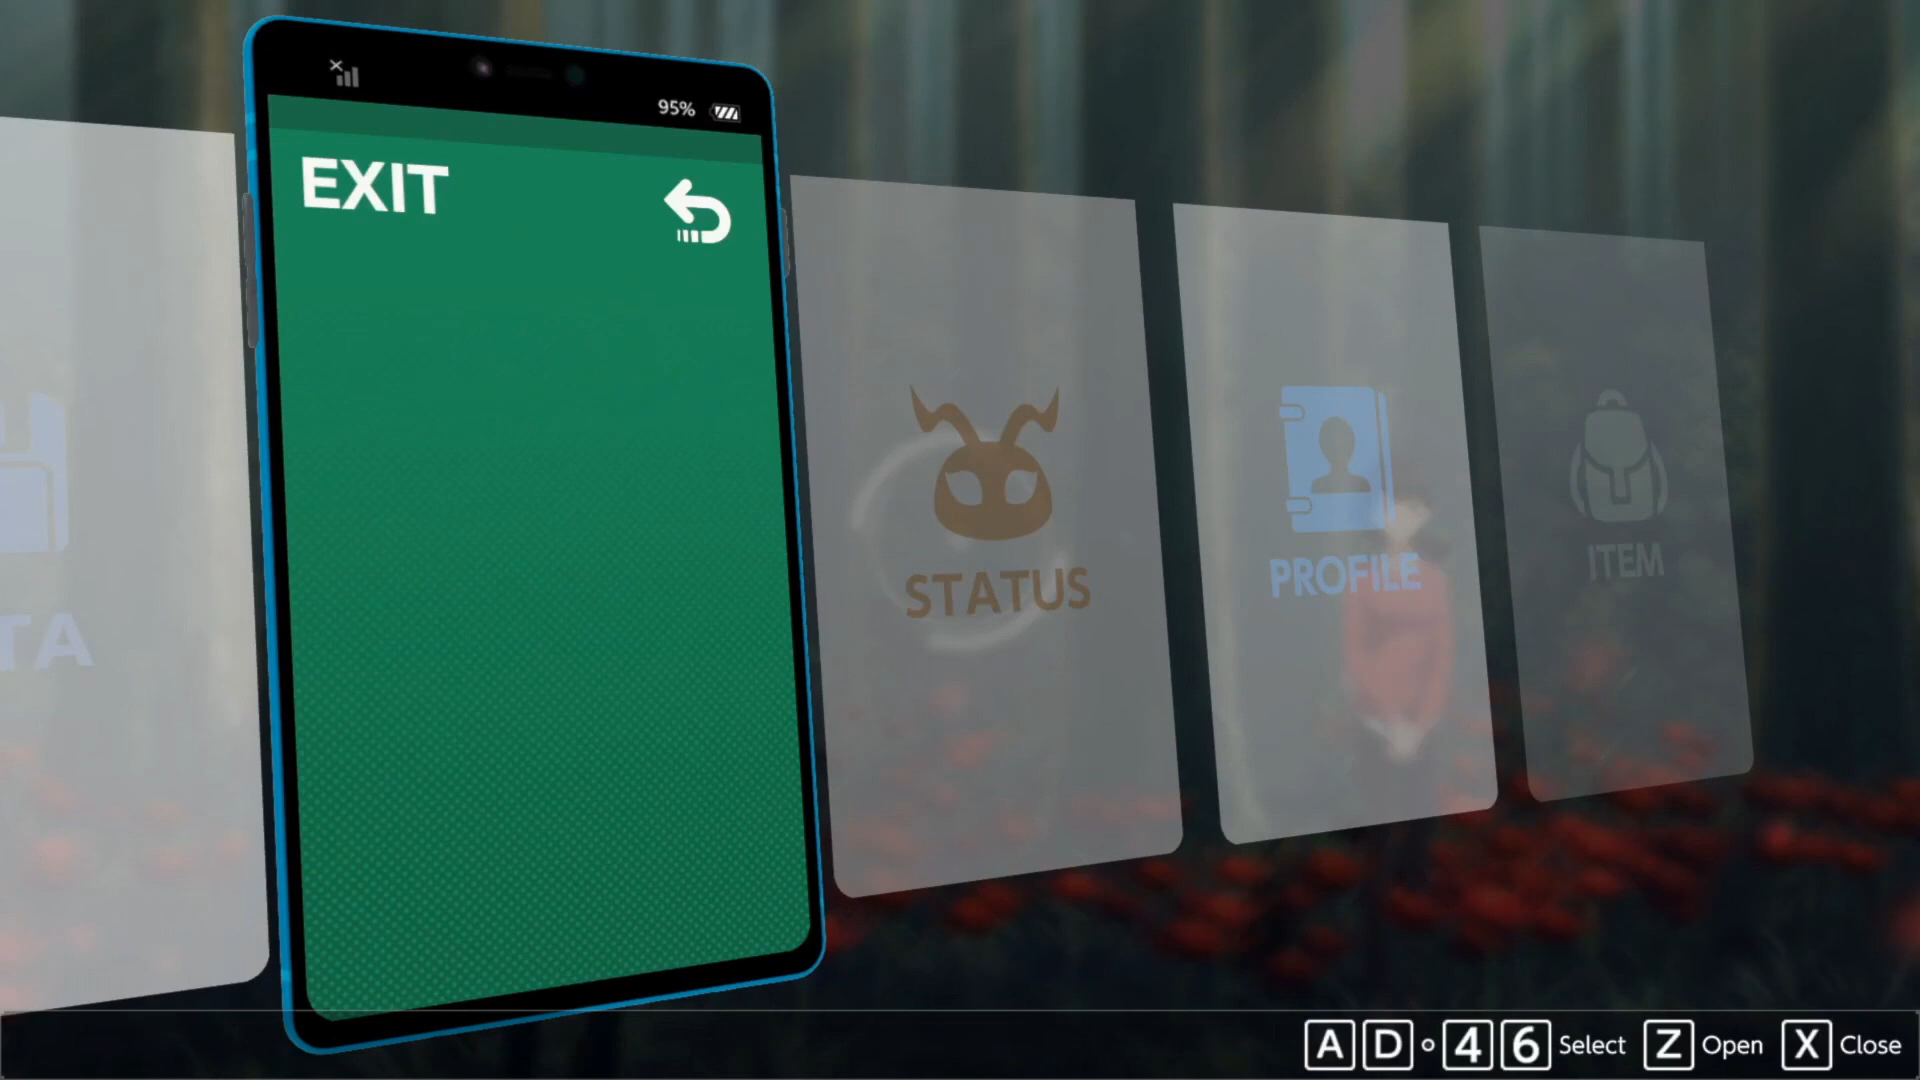 95%
EXIT
TA
STATUS
PROFILE
ITEM
A D 4 6 Select Z Open X Close